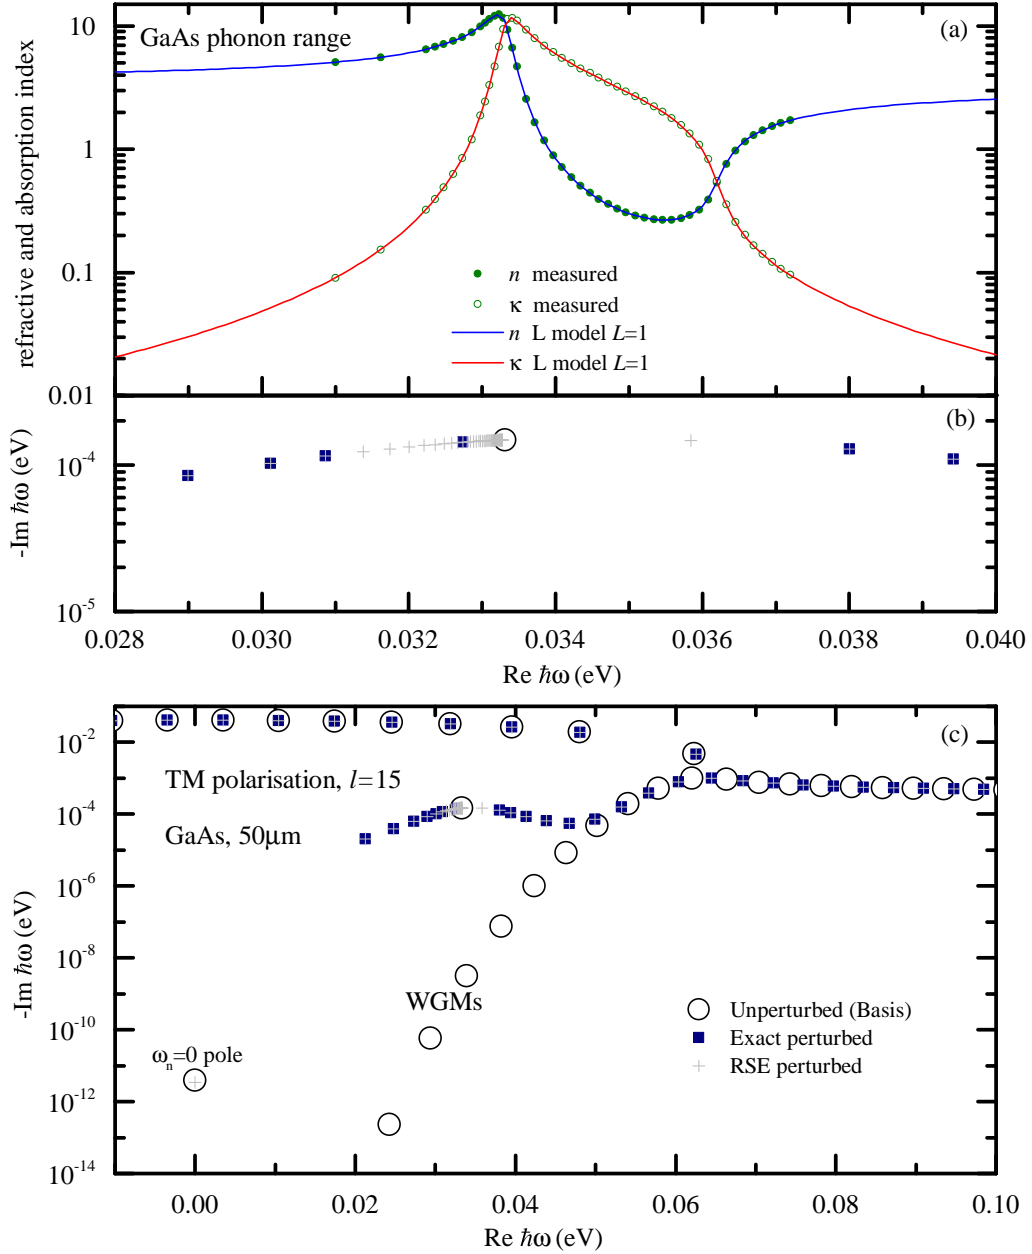 10
1
0.1
0.01
refractive and absorption index
GaAs phonon range
(a)
n measured
κ measured
n L model L=1
κ L model L=1
(b)
10^-4
10^-5
-Im ħω (eV)
0.028 0.030 0.032 0.034 0.036 0.038 0.040
Re ħω (eV)
(c)
10^-2
10^-4
10^-6
10^-8
10^-10
10^-12
10^-14
-Im ħω (eV)
TM polarisation, l=15
GaAs, 50μm
WGMs
ω_n=0 pole
Unperturbed (Basis)
Exact perturbed
RSE perturbed
0.00 0.02 0.04 0.06 0.08 0.10
Re ħω (eV)